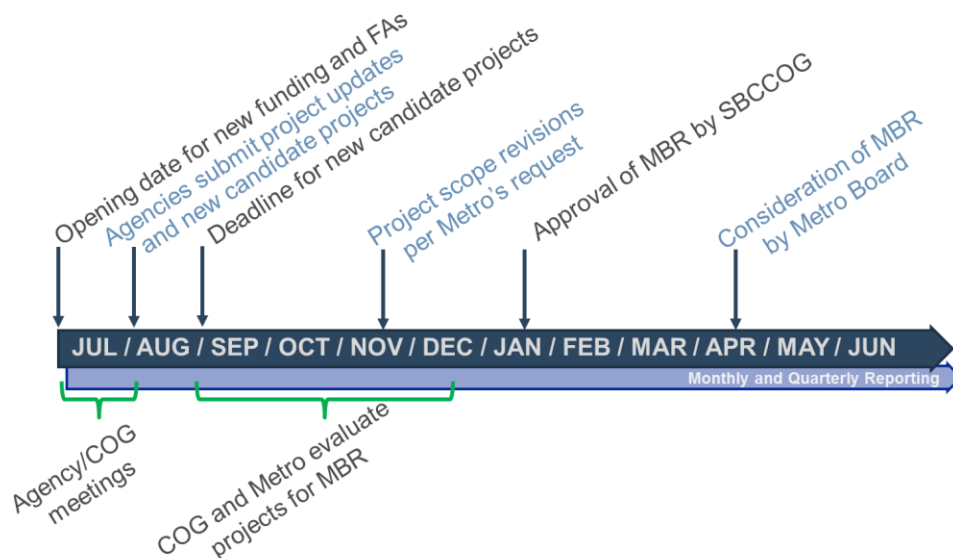 Opening date for new funding and FAs
Agencies submit project updates
and new candidate projects
Deadline for new candidate projects
Project scope revisions
per Metro's request
Approval of MBR by SBCCOG
Consideration of MBR
by Metro Board
JUL / AUG / SEP / OCT / NOV / DEC / JAN / FEB / MAR / APR / MAY / JUN
Monthly and Quarterly Reporting
Agency/COG
meetings
COG and Metro evaluate
projects for MBR